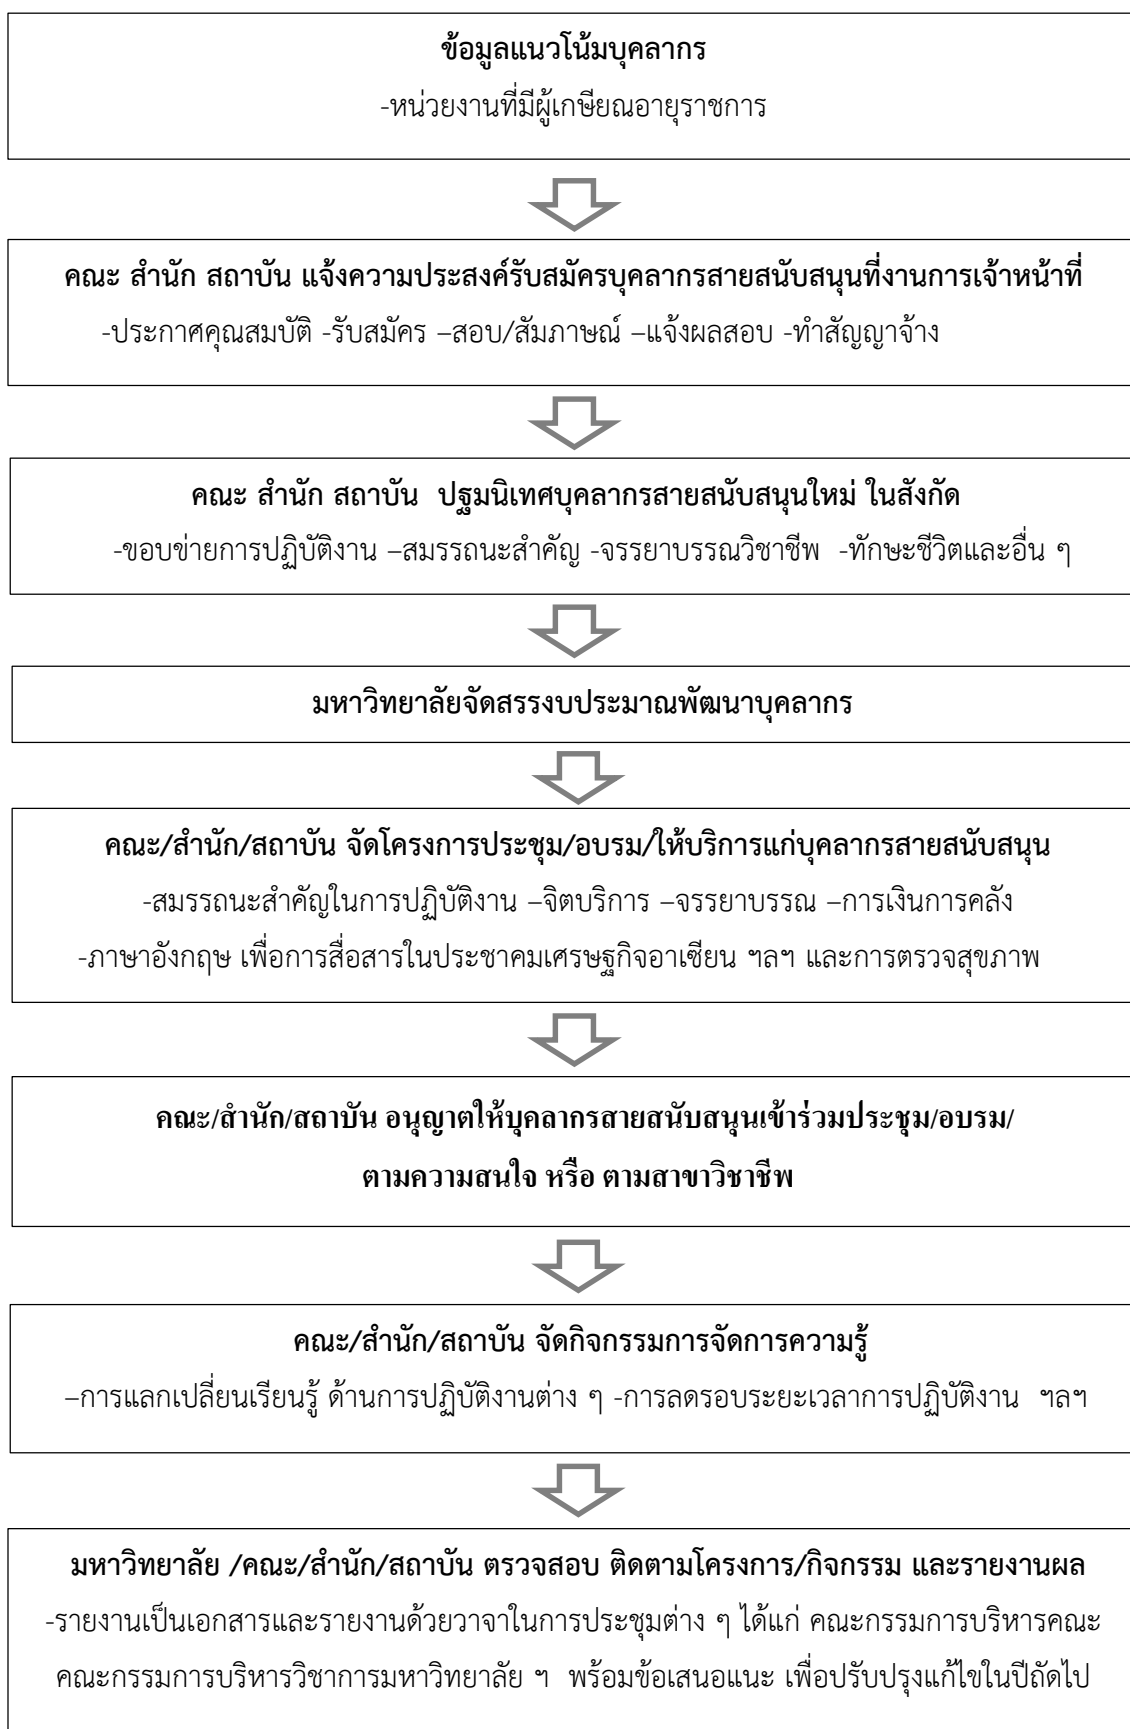 ข้อมูลแนวโน้มบุคลากร
-หน่วยงานที่มีผู้เกษียณอายุราชการ
คณะ สำนัก สถาบัน แจ้งความประสงค์รับสมัครบุคลากรสายสนับสนุนที่งานการเจ้าหน้าที่
-ประกาศคุณสมบัติ -รับสมัคร –สอบ/สัมภาษณ์ –แจ้งผลสอบ -ทำสัญญาจ้าง
คณะ สำนัก สถาบัน ปฐมนิเทศบุคลากรสายสนับสนุนใหม่ ในสังกัด
-ขอบข่ายการปฏิบัติงาน –สมรรถนะสำคัญ -จรรยาบรรณวิชาชีพ -ทักษะชีวิตและอื่น ๆ
มหาวิทยาลัยจัดสรรงบประมาณพัฒนาบุคลากร
คณะ/สำนัก/สถาบัน จัดโครงการประชุม/อบรม/ให้บริการแก่บุคลากรสายสนับสนุน
-สมรรถนะสำคัญในการปฏิบัติงาน –จิตบริการ –จรรยาบรรณ –การเงินการคลัง
-ภาษาอังกฤษ เพื่อการสื่อสารในประชาคมเศรษฐกิจอาเซียน ฯลฯ และการตรวจสุขภาพ
คณะ/สำนัก/สถาบัน อนุญาตให้บุคลากรสายสนับสนุนเข้าร่วมประชุม/อบรม/
ตามความสนใจ หรือ ตามสาขาวิชาชีพ
คณะ/สำนัก/สถาบัน จัดกิจกรรมการจัดการความรู้
–การแลกเปลี่ยนเรียนรู้ ด้านการปฏิบัติงานต่าง ๆ -การลดรอบระยะเวลาการปฏิบัติงาน ฯลฯ
มหาวิทยาลัย /คณะ/สำนัก/สถาบัน ตรวจสอบ ติดตามโครงการ/กิจกรรม และรายงานผล
-รายงานเป็นเอกสารและรายงานด้วยวาจาในการประชุมต่าง ๆ ได้แก่ คณะกรรมการบริหารคณะ
คณะกรรมการบริหารวิชาการมหาวิทยาลัย ฯ พร้อมข้อเสนอแนะ เพื่อปรับปรุงแก้ไขในปีถัดไป